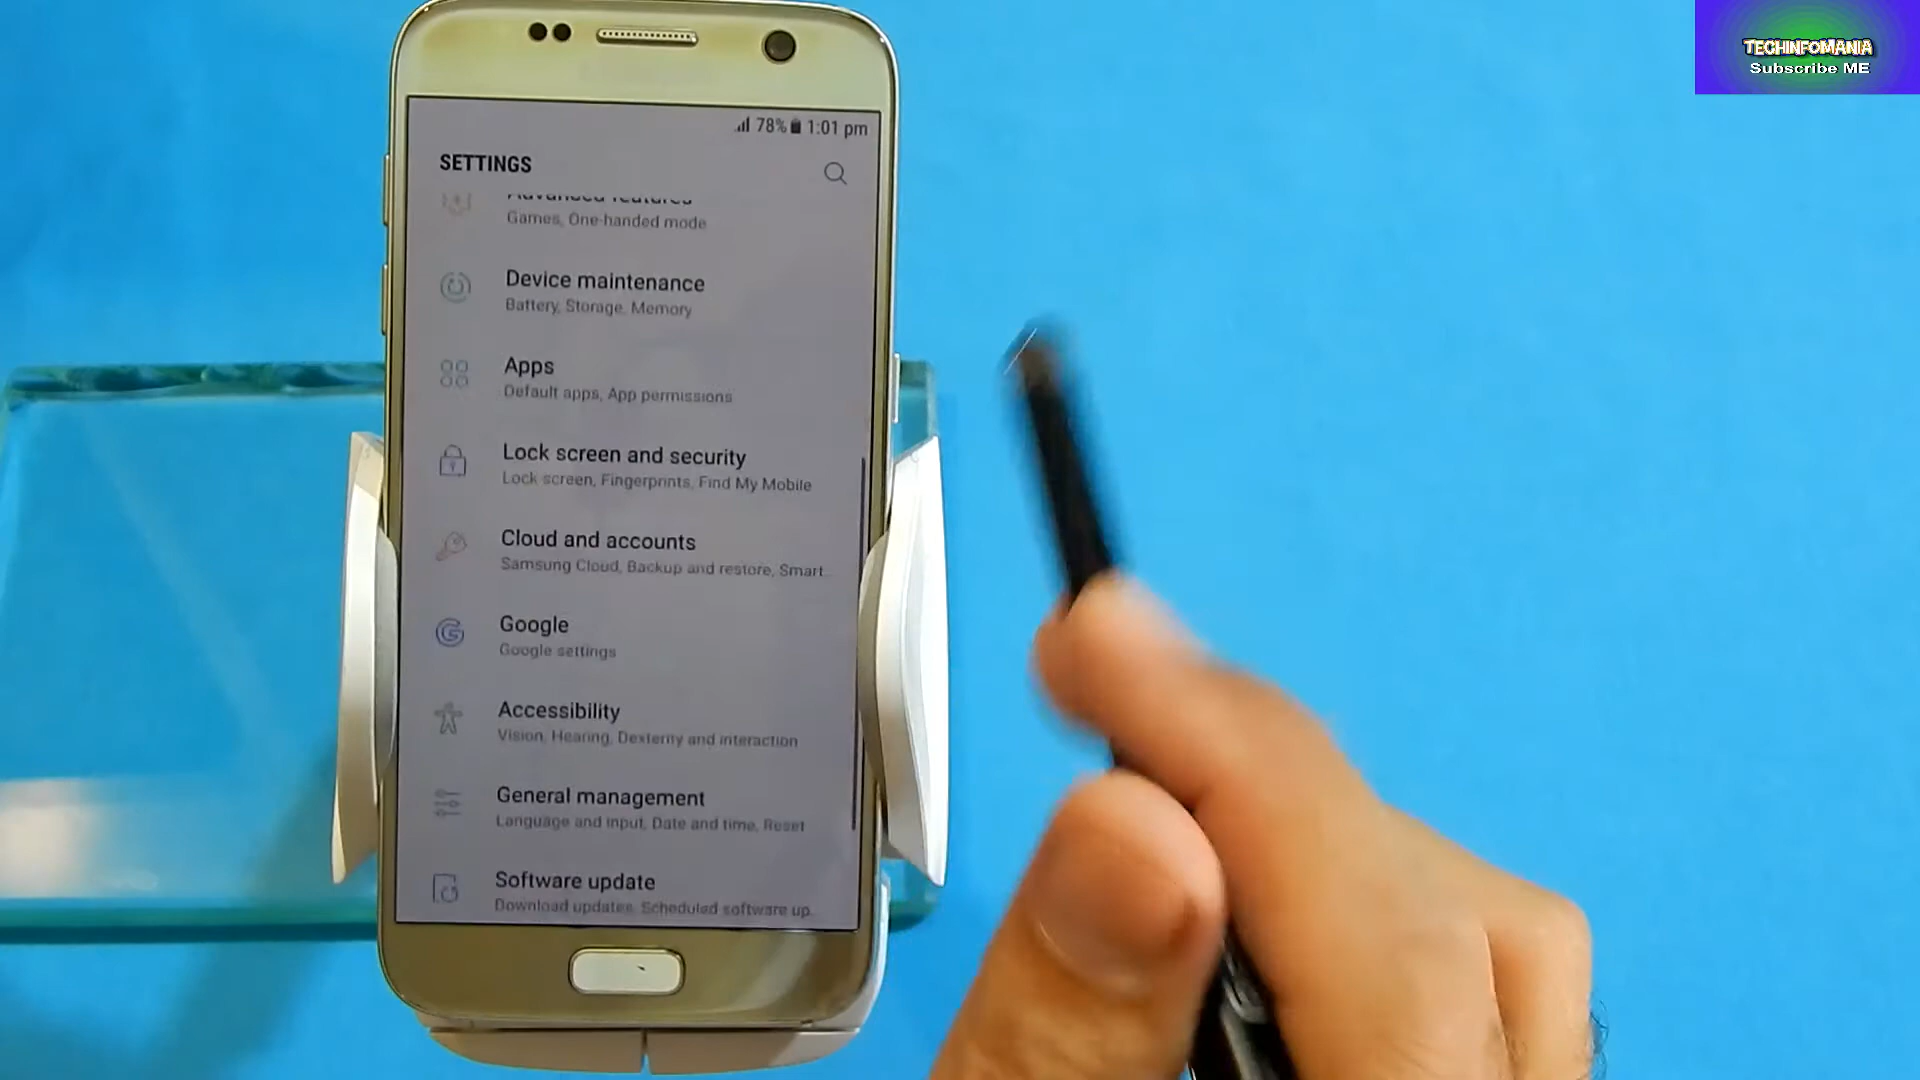 TECHINFOMANIA
Subscribe ME
78% 1:01 pm
SETTINGS
Advanced features
Games, One-handed mode
Device maintenance
Battery, Storage, Memory
Apps
Default apps, App permissions
Lock screen and security
Lock screen, Fingerprints, Find My Mobile
Cloud and accounts
Samsung Cloud, Backup and restore, Smart
Google
Google settings
Accessibility
Vision, Hearing, Dexterity and interaction
General management
Language and input, Date and time, Reset
Software update
Download updates, Scheduled software up